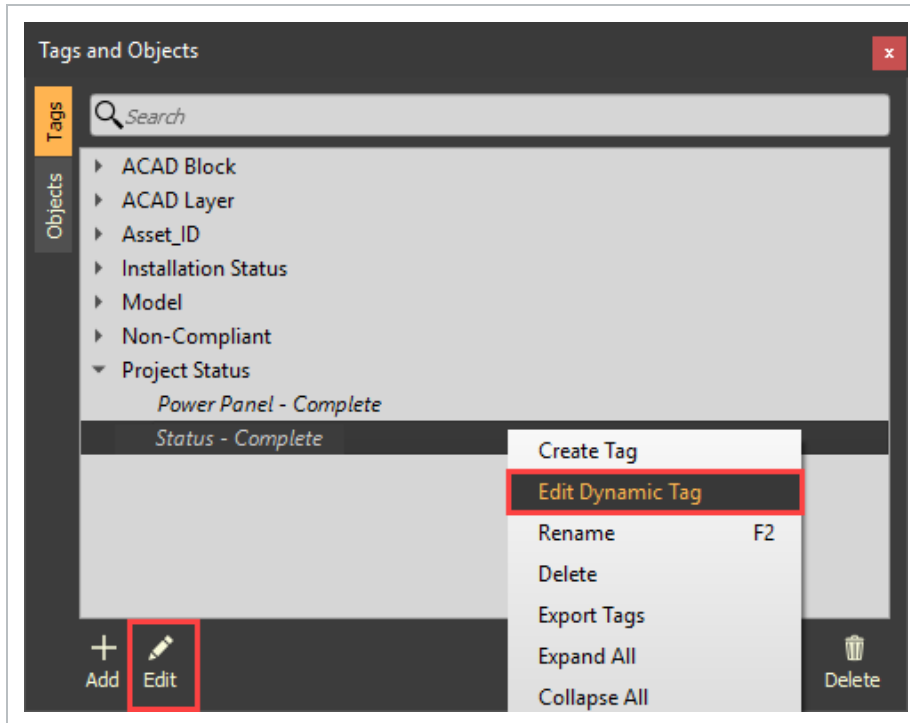 Tags and Objects
x
Tags
Objects
Search
ACAD Block
ACAD Layer
Asset_ID
Installation Status
Model
Non-Compliant
Project Status
Power Panel - Complete
Status - Complete
Create Tag
Edit Dynamic Tag
Rename F2
Delete
Export Tags
Expand All
Collapse All
Add Edit Delete